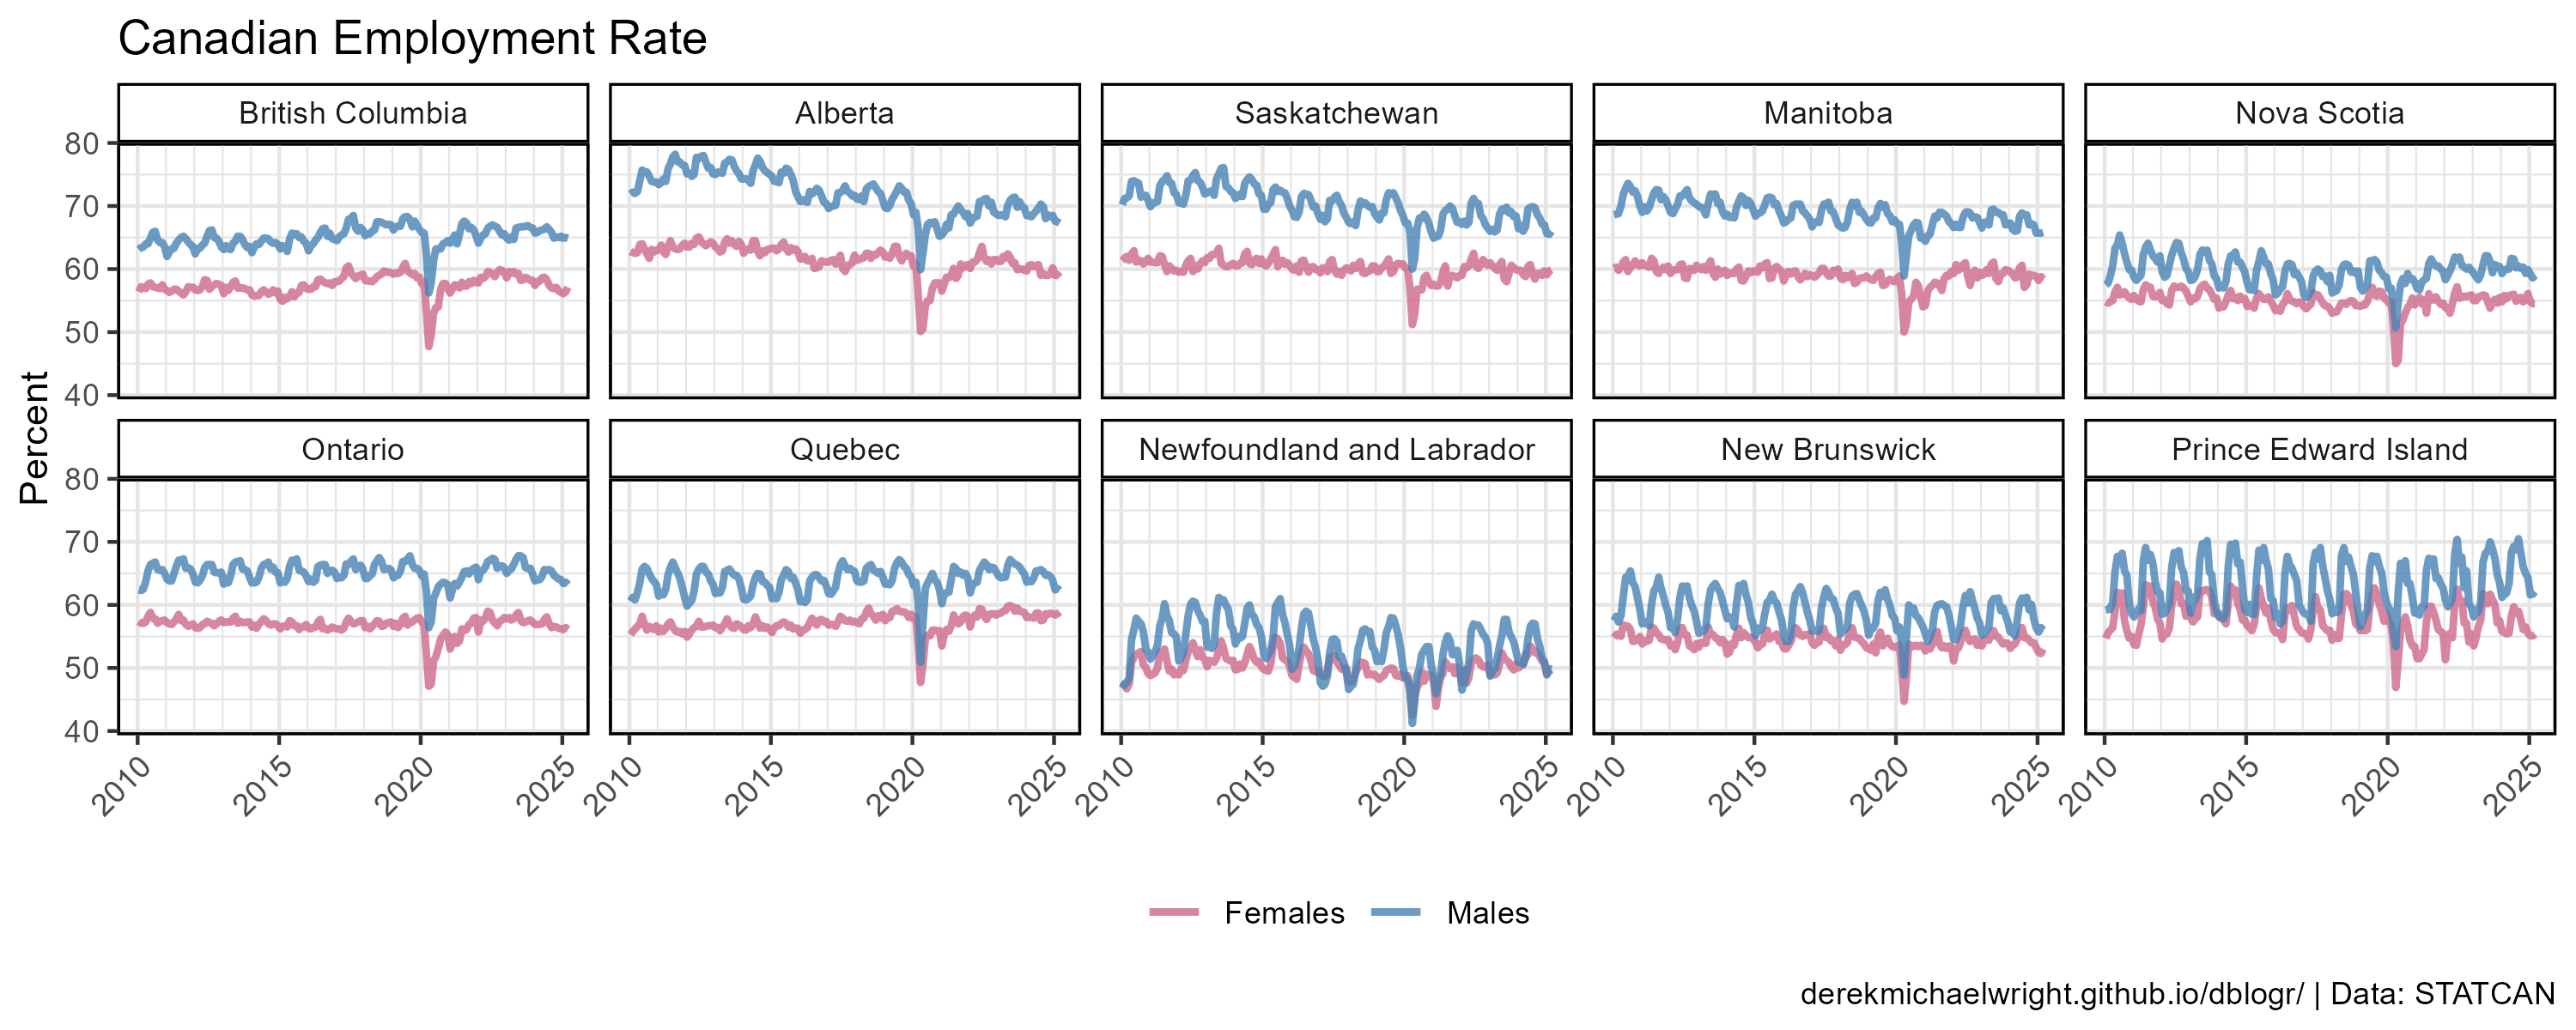 Canadian Employment Rate
British Columbia Alberta Saskatchewan Manitoba Nova Scotia
80
70
60
50
40
Percent
Ontario Quebec Newfoundland and Labrador New Brunswick Prince Edward Island
80
70
60
50
40
2010 2015 2020 2025 2010 2015 2020 2025 2010 2015 2020 2025 2010 2015 2020 2025 2010 2015 2020 2025
Females Males
derekmichaelwright.github.io/dblogr/ | Data: STATCAN